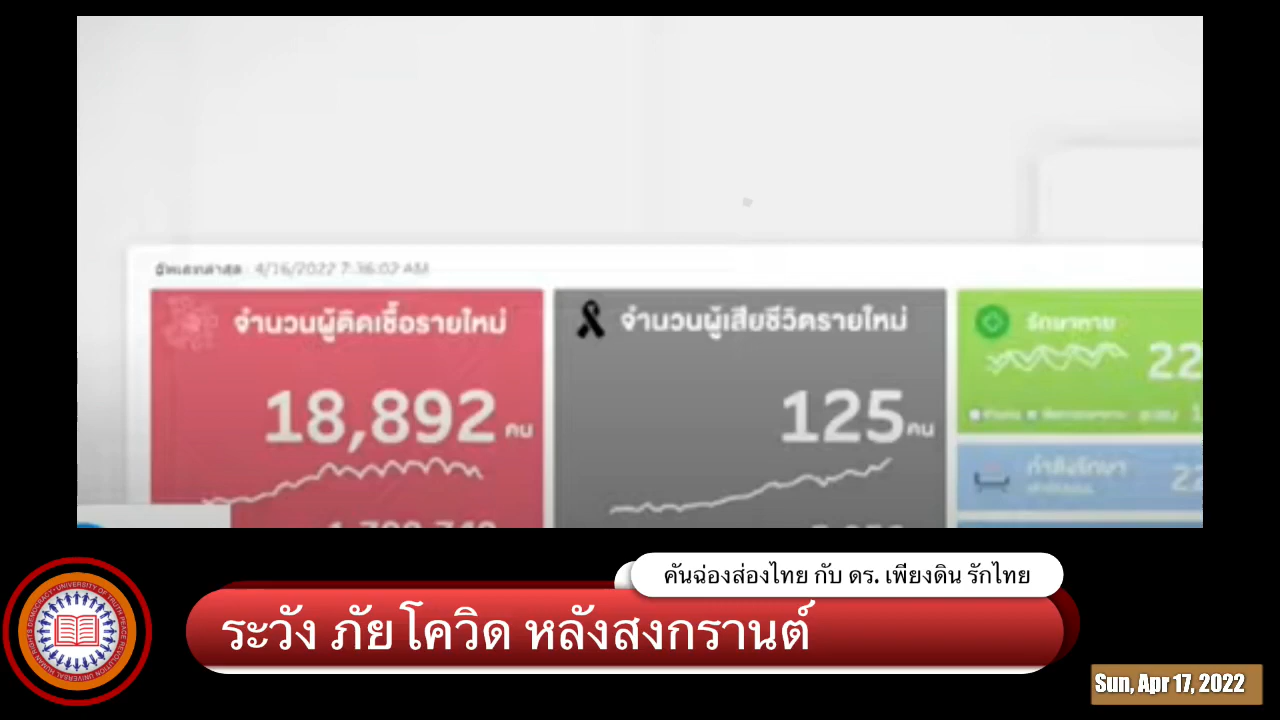 อัพเดทล่าสุด : 4/16/2022 7:36:02 AM
จำนวนผู้ติดเชื้อรายใหม่
18,892 คน
จำนวนผู้เสียชีวิตรายใหม่
125 คน
รักษาหาย
22
กำลังรักษา
22
คันฉ่องส่องไทย กับ ดร. เพียงดิน รักไทย
ระวัง ภัยโควิด หลังสงกรานต์
Sun, Apr 17, 2022